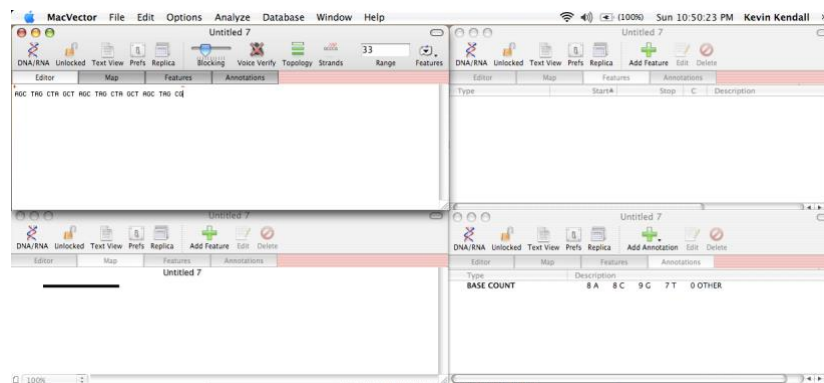 MacVector File Edit Options Analyze Database Window Help (100%) Sun 10:50:23 PM Kevin Kendall
Untitled 7
33
DNA/RNA Unlocked Text View Prefs Replica Blocking Voice Verify Topology Strands Range Features
Editor Map Features Annotations
AGC TAG CTA GCT AGC TAG CTA GCT AGC TAG CG
Untitled 7
DNA/RNA Unlocked Text View Prefs Replica Add Feature Edit Delete
Editor Map Features Annotations
Type Start Stop C Description
Untitled 7
DNA/RNA Unlocked Text View Prefs Replica Add Feature Edit Delete
Editor Map Features Annotations
Untitled 7
100%
Untitled 7
DNA/RNA Unlocked Text View Prefs Replica Add Annotation Edit Delete
Editor Map Features Annotations
Type Description
BASE COUNT 8 A 8 C 9 G 7 T 0 OTHER